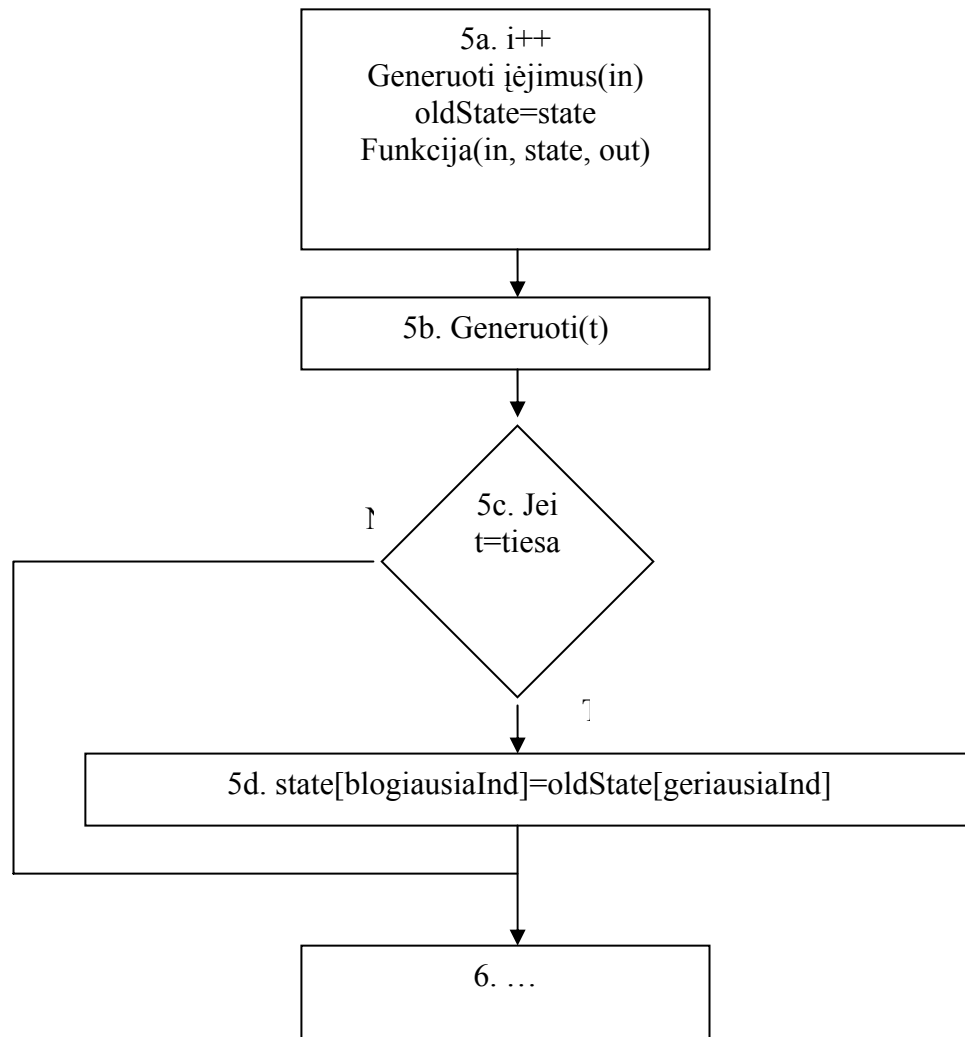 5a. i++
Generuoti įėjimus(in)
oldState=state
Funkcija(in, state, out)
5b. Generuoti(t)
5c. Jei
t=tiesa
5d. state[blogiausiaInd]=oldState[geriausiaInd]
6. …